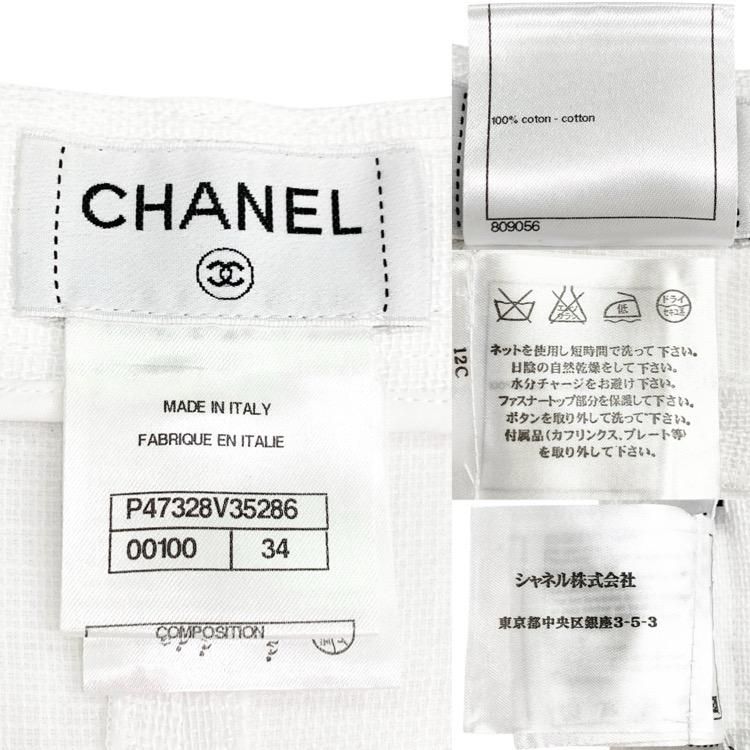 CHANEL
MADE IN ITALY
FABRIQUE EN ITALIE
P47328V35286
00100 34
COMPOSITION
100% coton - cotton
809056
12C
低
ドライ
セキユ系
ネットを使用し短時間で洗って下さい。
日陰の自然乾燥をして下さい。
水分チャージをお避け下さい。
ファスナートップ部分を保護して下さい。
ボタンを取り外して洗って下さい。
付属品(カフリンクス、プレート等)
を取り外して下さい。
シャネル株式会社
東京都中央区銀座3-5-3